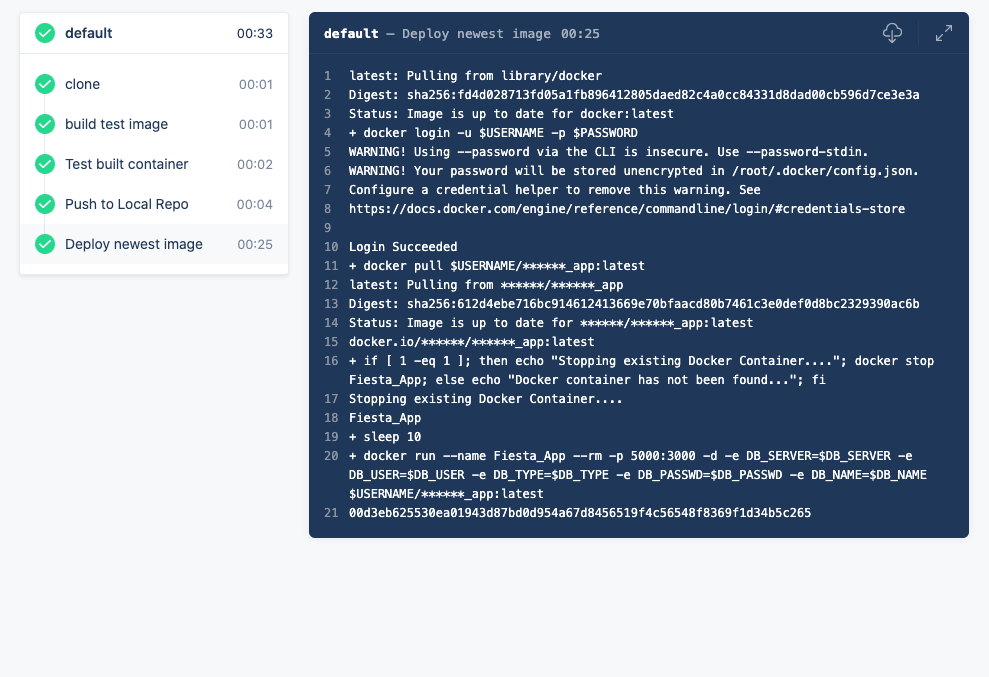 default 00:33
clone 00:01
build test image 00:01
Test built container 00:02
Push to Local Repo 00:04
Deploy newest image 00:25
default — Deploy newest image 00:25
1 latest: Pulling from library/docker
2 Digest: sha256:fd4d028713fd05a1fb896412805daed82c4a0cc84331d8dad00cb596d7ce3e3a
3 Status: Image is up to date for docker:latest
4 + docker login -u $USERNAME -p $PASSWORD
5 WARNING! Using --password via the CLI is insecure. Use --password-stdin.
6 WARNING! Your password will be stored unencrypted in /root/.docker/config.json.
7 Configure a credential helper to remove this warning. See
8 https://docs.docker.com/engine/reference/commandline/login/#credentials-store
9
10 Login Succeeded
11 + docker pull $USERNAME/******_app:latest
12 latest: Pulling from ******/******_app
13 Digest: sha256:612d4ebe716bc914612413669e70bfaacd80b7461c3e0def0d8bc2329390ac6b
14 Status: Image is up to date for ******/******_app:latest
15 docker.io/******/******_app:latest
16 + if [ 1 -eq 1 ]; then echo "Stopping existing Docker Container...."; docker stop
Fiesta_App; else echo "Docker container has not been found..."; fi
17 Stopping existing Docker Container....
18 Fiesta_App
19 + sleep 10
20 + docker run --name Fiesta_App --rm -p 5000:3000 -d -e DB_SERVER=$DB_SERVER -e
DB_USER=$DB_USER -e DB_TYPE=$DB_TYPE -e DB_PASSWD=$DB_PASSWD -e DB_NAME=$DB_NAME
$USERNAME/******_app:latest
21 00d3eb625530ea01943d87bd0d954a67d8456519f4c56548f8369f1d34b5c265